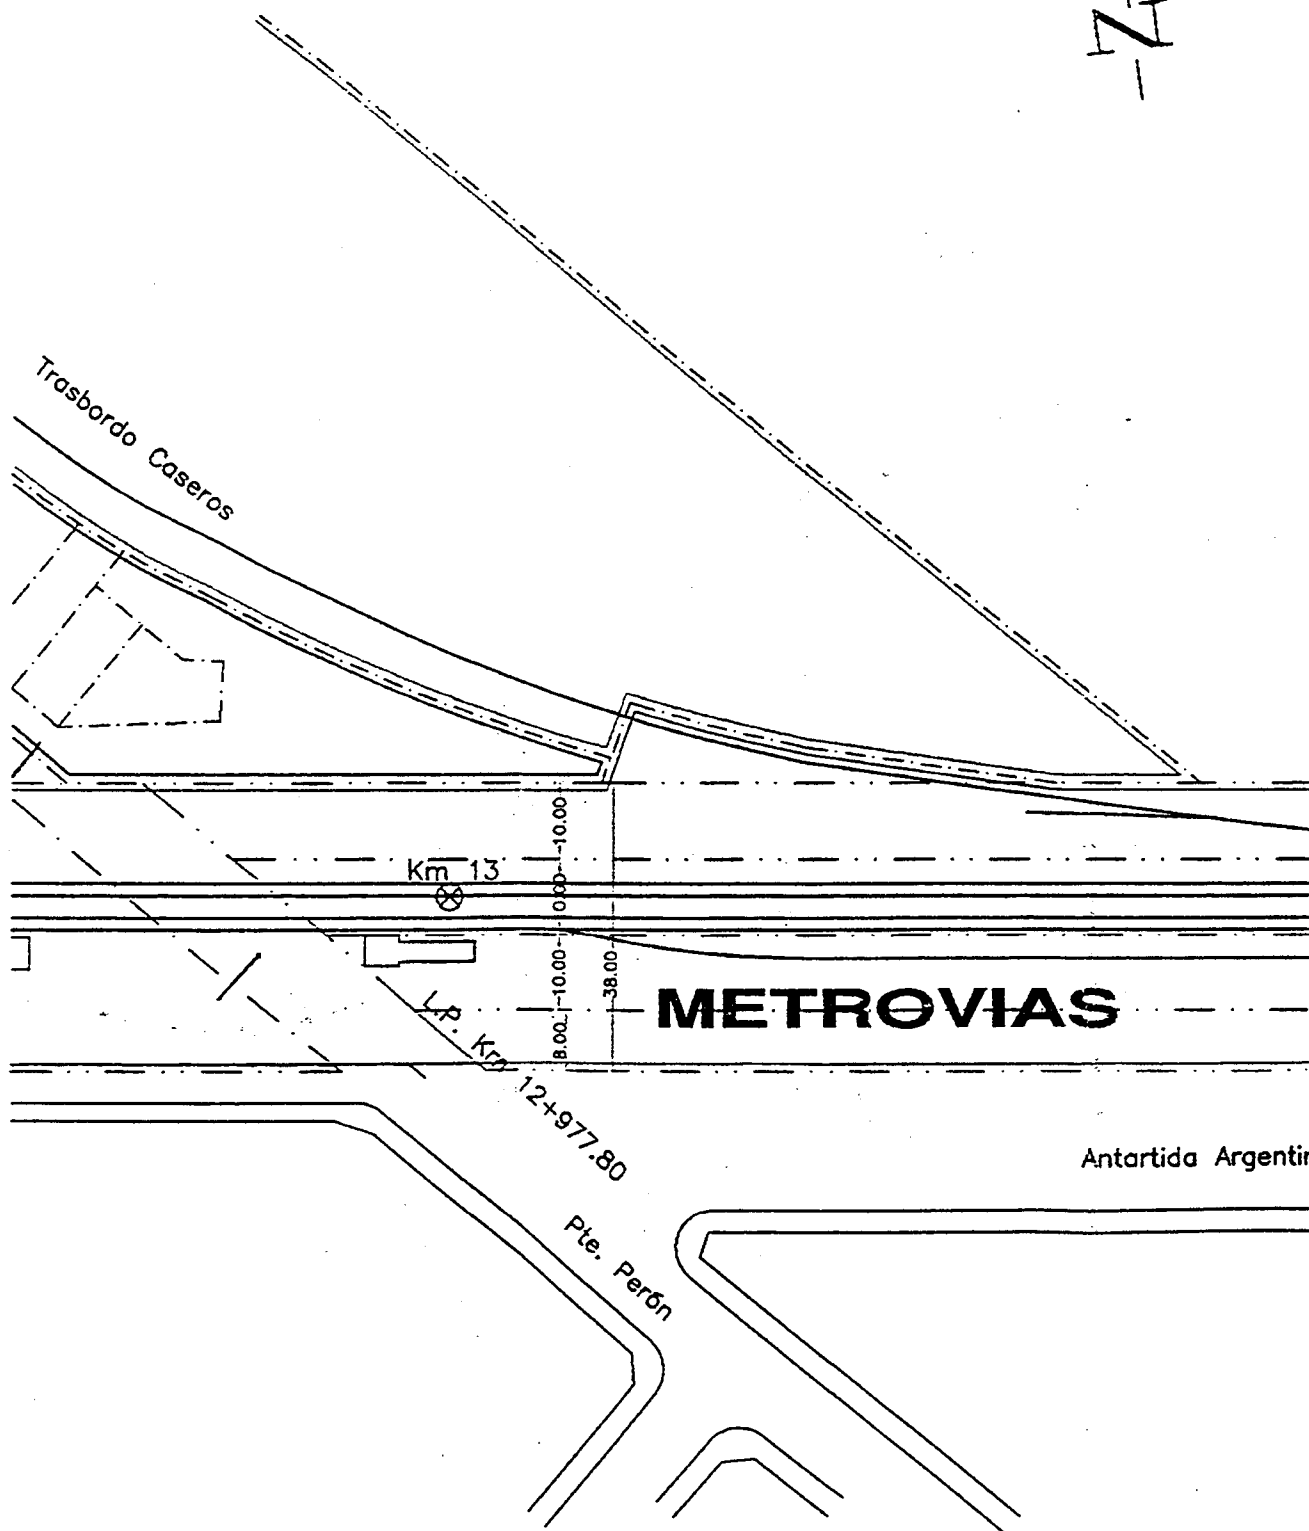 N
Trasbordo Caseros
10.00
Km 13
10.00
10.00
38.00
8.00
METROVIAS
L.P. Km 12+977.80
Antartida Argentin
Pte. Perón